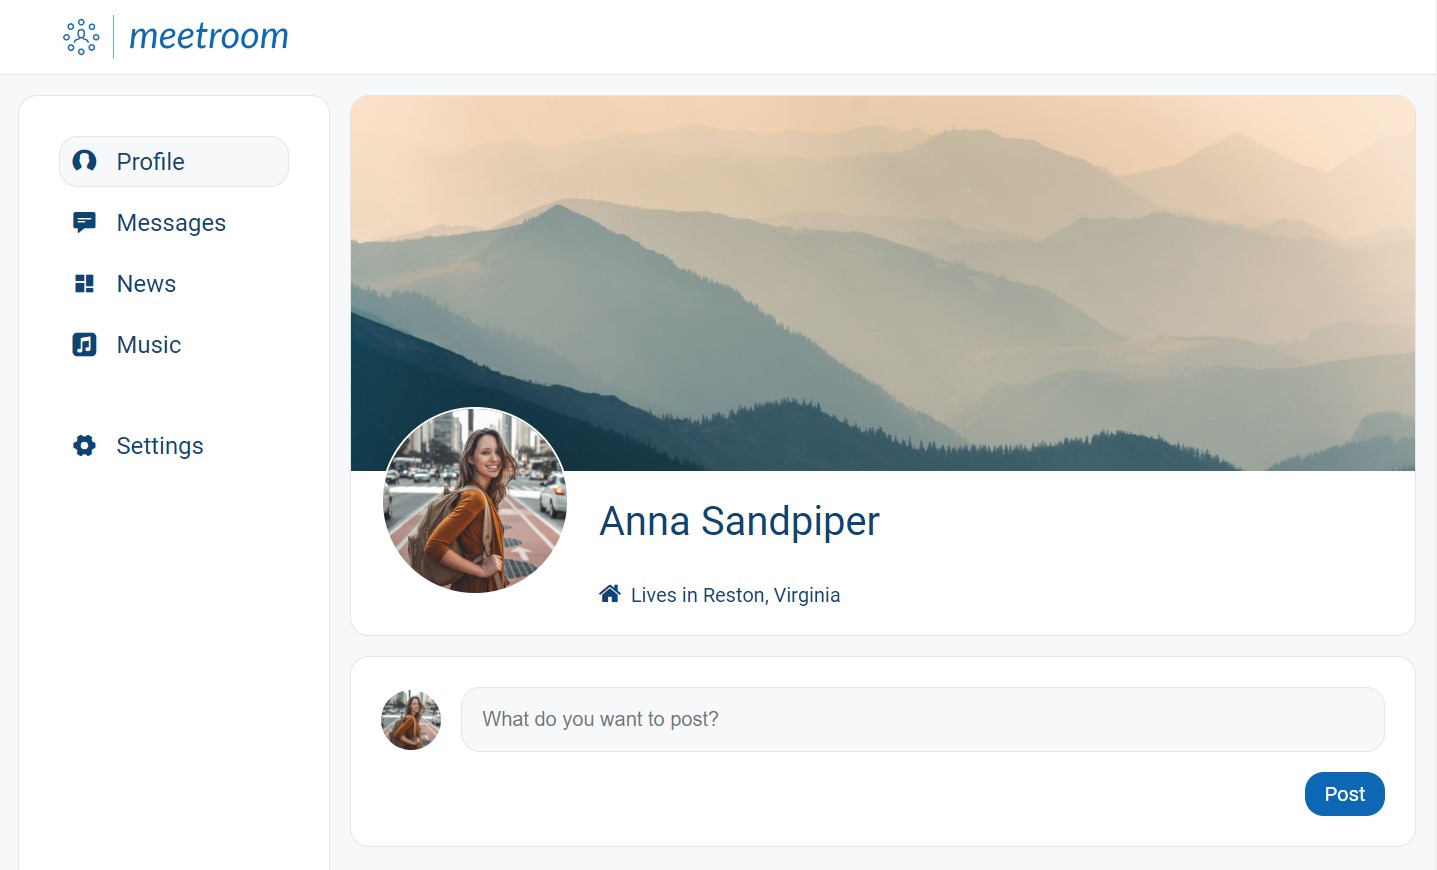 meetroom
Profile
Messages
News
Music
Settings
Anna Sandpiper
Lives in Reston, Virginia
What do you want to post?
Post